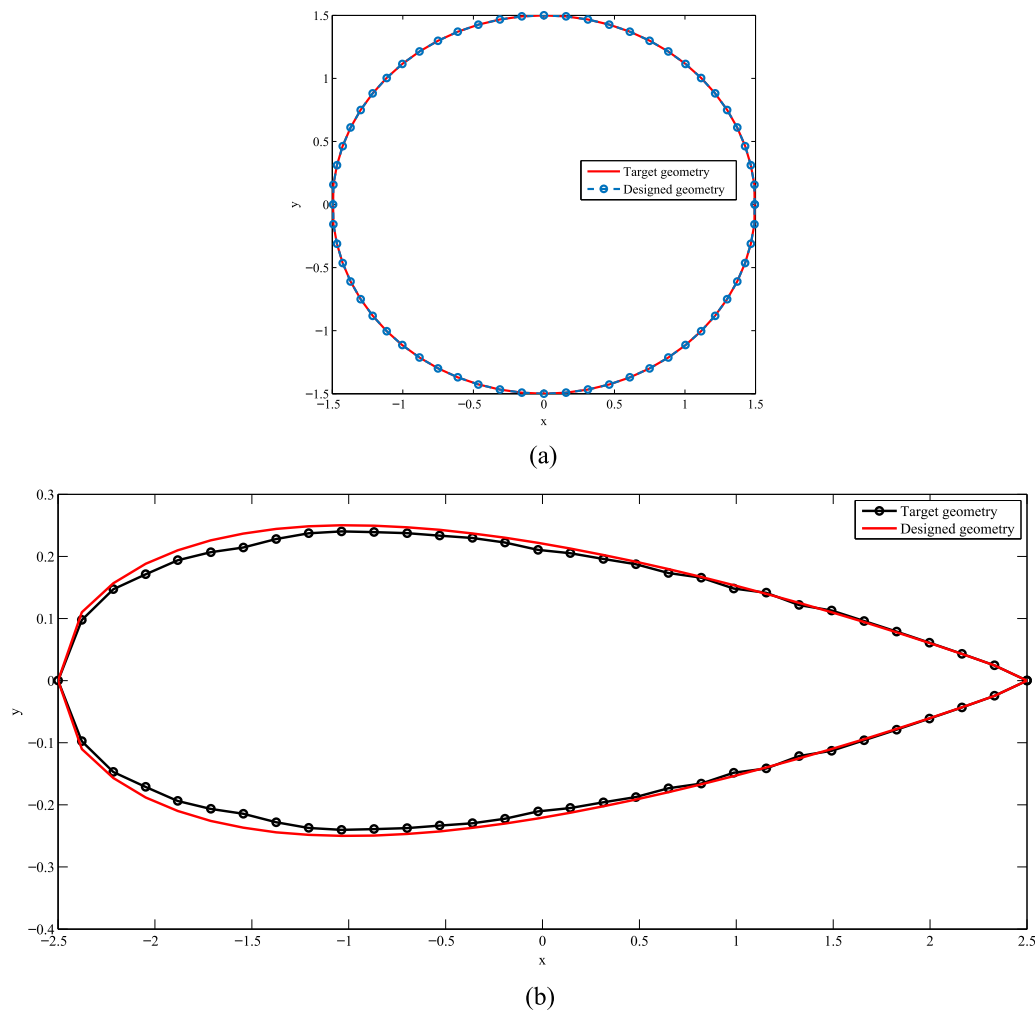 1.5
1
0.5
0
−0.5
−1
−1.5
y
Target geometry
Designed geometry
−1.5 −1 −0.5 0 0.5 1 1.5
x
(a)
0.3
0.2
0.1
0
−0.1
−0.2
−0.3
−0.4
y
Target geometry
Designed geometry
−2.5 −2 −1.5 −1 −0.5 0 0.5 1 1.5 2 2.5
x
(b)